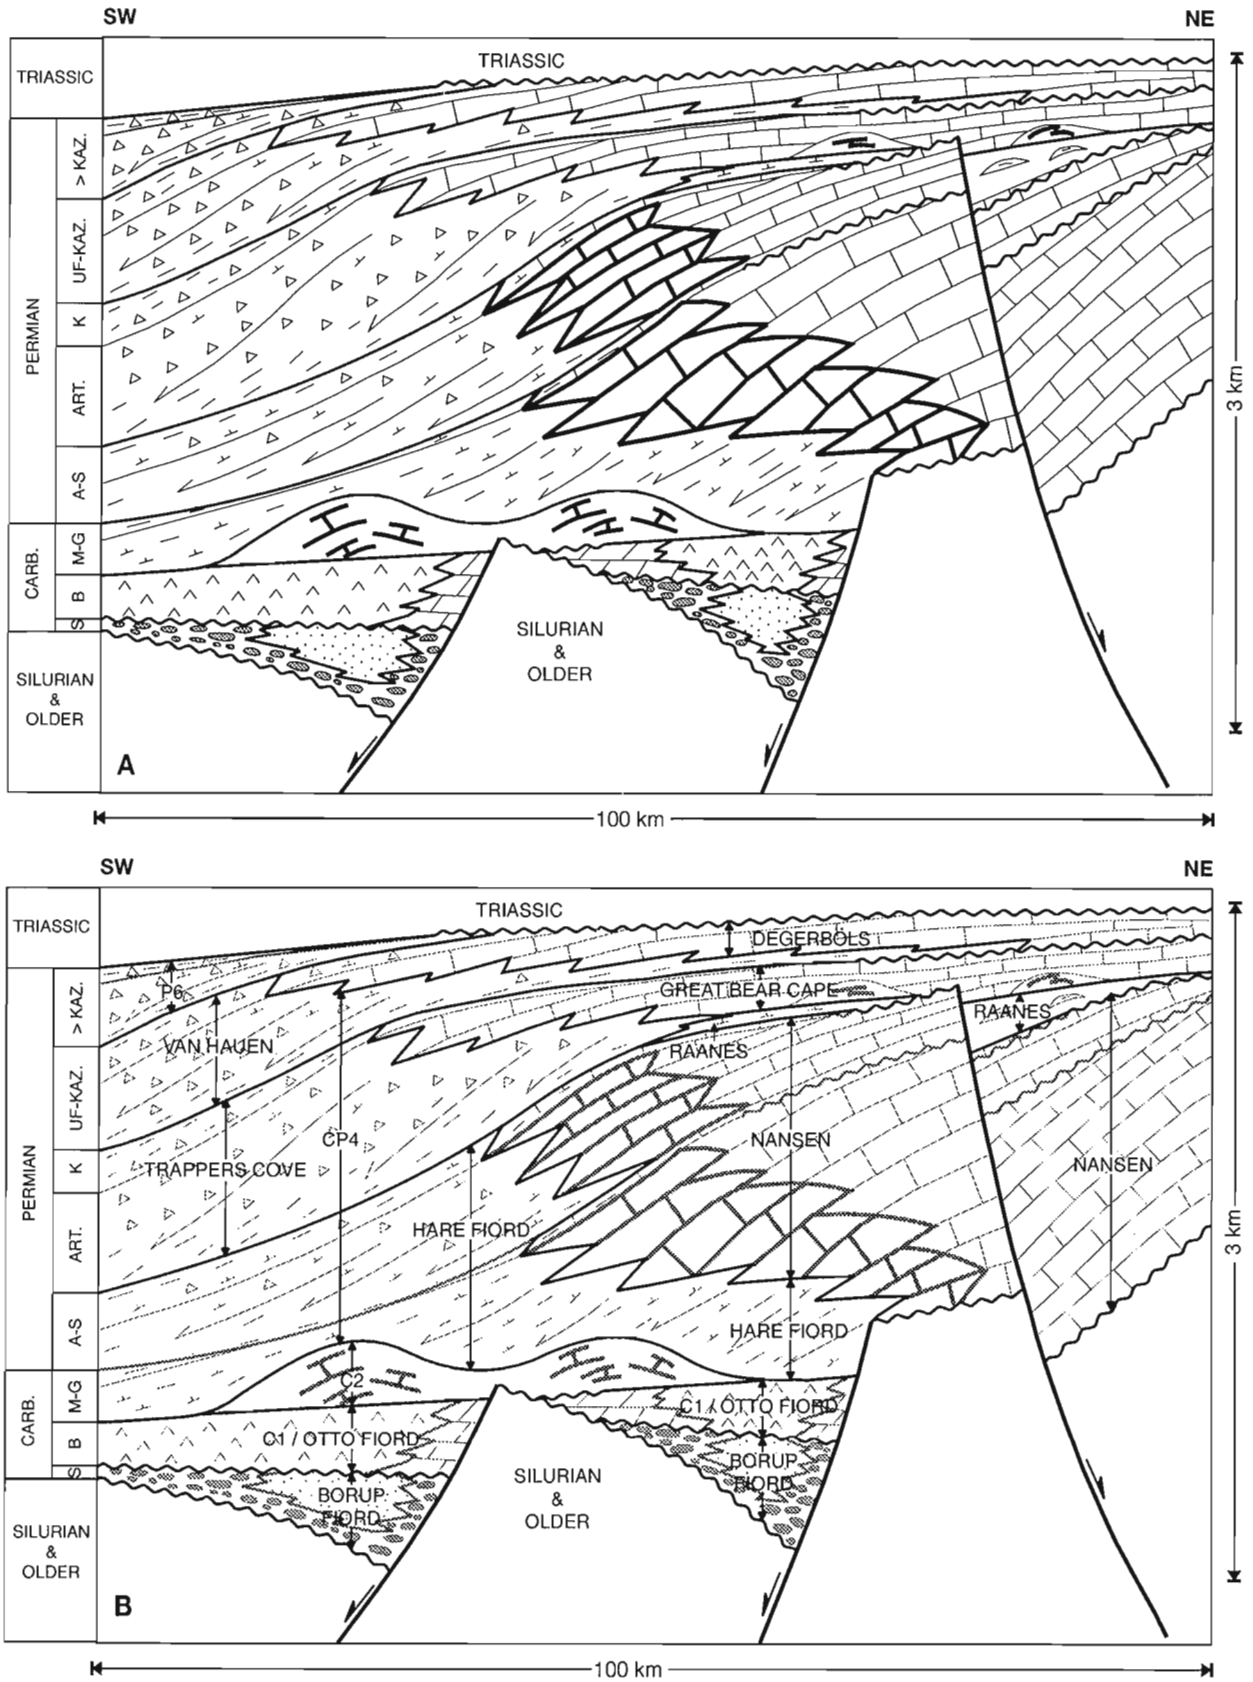 SW
NE
TRIASSIC
TRIASSIC
PERMIAN
> KAZ.
UF-KAZ.
K
ART.
A-S
CARB.
M-G
B
S
SILURIAN
&
OLDER
SILURIAN
&
OLDER
A
3 km
100 km
SW
NE
TRIASSIC
TRIASSIC
DEGERBOLS
P6
GREAT BEAR CAPE
RAANES
VAN HAUEN
RAANES
CP4
NANSEN
TRAPPERS COVE
NANSEN
HARE FIORD
HARE FIORD
PERMIAN
> KAZ.
UF-KAZ.
K
ART.
A-S
CARB.
M-G
B
S
C2
C1 / OTTO FIORD
C1 / OTTO FIORD
BORUP
FIORD
BORUP
FIORD
SILURIAN
&
OLDER
SILURIAN
&
OLDER
B
3 km
100 km